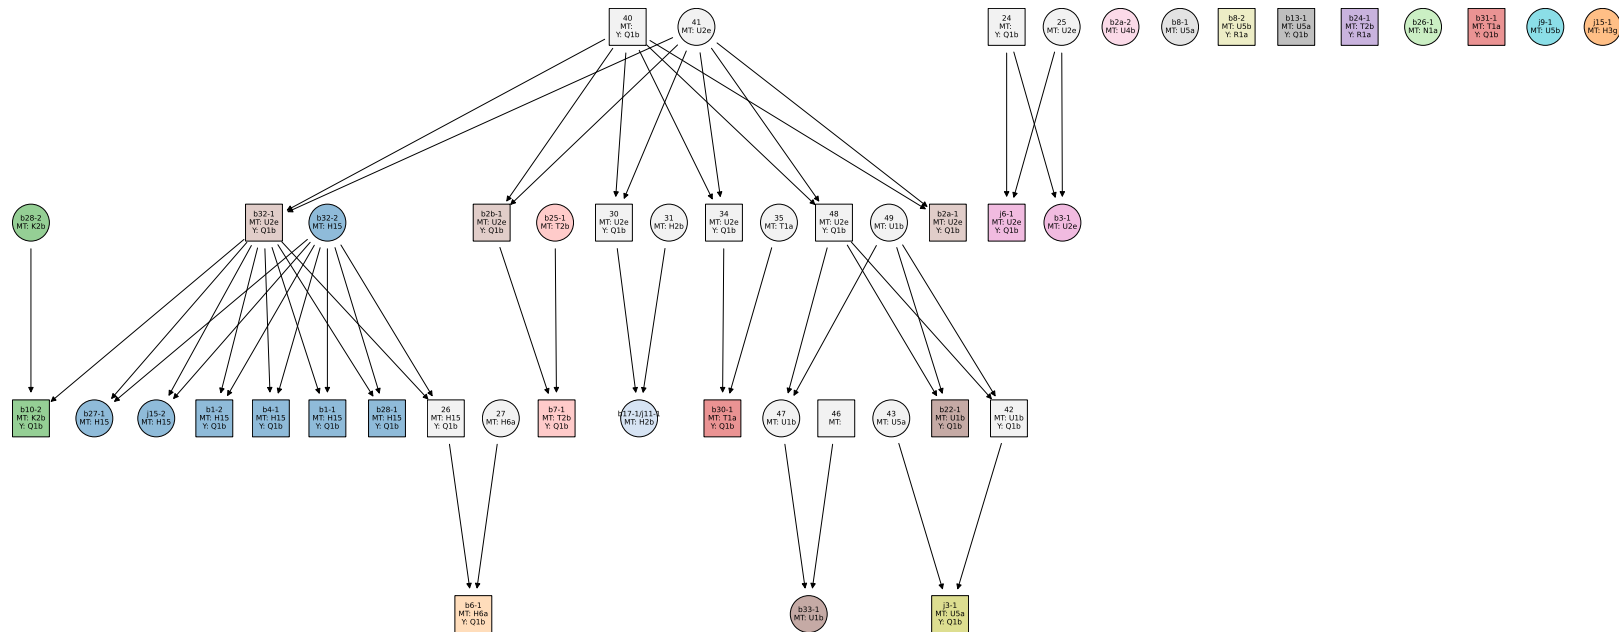 40
MT:
Y: Q1b
41
MT: U2e
24
MT:
Y: Q1b
25
MT: U2e
b2a-2
MT: U4b
b8-1
MT: U5a
b8-2
MT: U5b
Y: R1a
b13-1
MT: U5a
Y: Q1b
b24-1
MT: T2b
Y: R1a
b26-1
MT: N1a
b31-1
MT: T1a
Y: Q1b
j9-1
MT: U5b
j15-1
MT: H3g
b28-2
MT: K2b
b32-1
MT: U2e
Y: Q1b
b32-2
MT: H15
b2b-1
MT: U2e
Y: Q1b
b25-1
MT: T2b
30
MT: U2e
Y: Q1b
31
MT: H2b
34
MT: U2e
Y: Q1b
35
MT: T1a
48
MT: U2e
Y: Q1b
49
MT: U1b
b2a-1
MT: U2e
Y: Q1b
j6-1
MT: U2e
Y: Q1b
b3-1
MT: U2e
b10-2
MT: K2b
Y: Q1b
b27-1
MT: H15
j15-2
MT: H15
b1-2
MT: H15
Y: Q1b
b4-1
MT: H15
Y: Q1b
b1-1
MT: H15
Y: Q1b
b28-1
MT: H15
Y: Q1b
26
MT: H15
Y: Q1b
27
MT: H6a
b7-1
MT: T2b
Y: Q1b
b17-1/j11-1
MT: H2b
b30-1
MT: T1a
Y: Q1b
47
MT: U1b
46
MT:
43
MT: U5a
b22-1
MT: U1b
Y: Q1b
42
MT: U1b
Y: Q1b
b6-1
MT: H6a
Y: Q1b
b33-1
MT: U1b
j3-1
MT: U5a
Y: Q1b